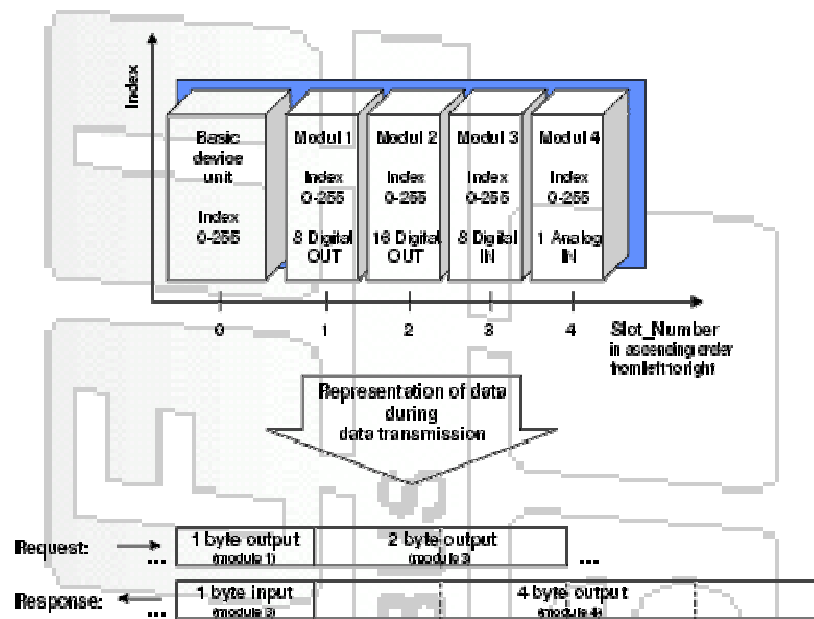 Index
Basic
device
unit
Index
0-255
Modul 1
Index
0-255
8 Digital
OUT
Modul 2
Index
0-255
16 Digital
OUT
Modul 3
Index
0-255
8 Digital
IN
Modul 4
Index
0-255
1 Analog
IN
0 1 2 3 4
Slot_Number
in ascending order
from left to right
Representation of data
during
data transmission
Request: ... 1 byte output 2 byte output ...
(module 1) (module 3)
Response: ... 1 byte input 4 byte output
(module 3) (module 4)